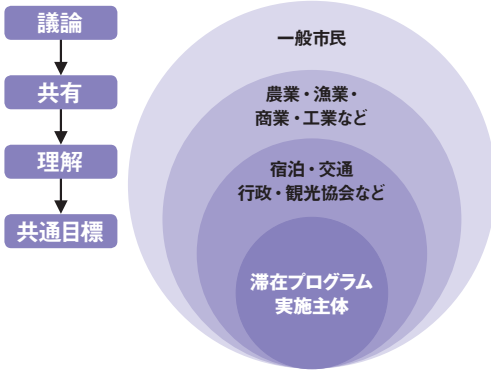 議論
共有
理解
共通目標
一般市民
農業・漁業・
商業・工業など
宿泊・交通
行政・観光協会など
滞在プログラム
実施主体